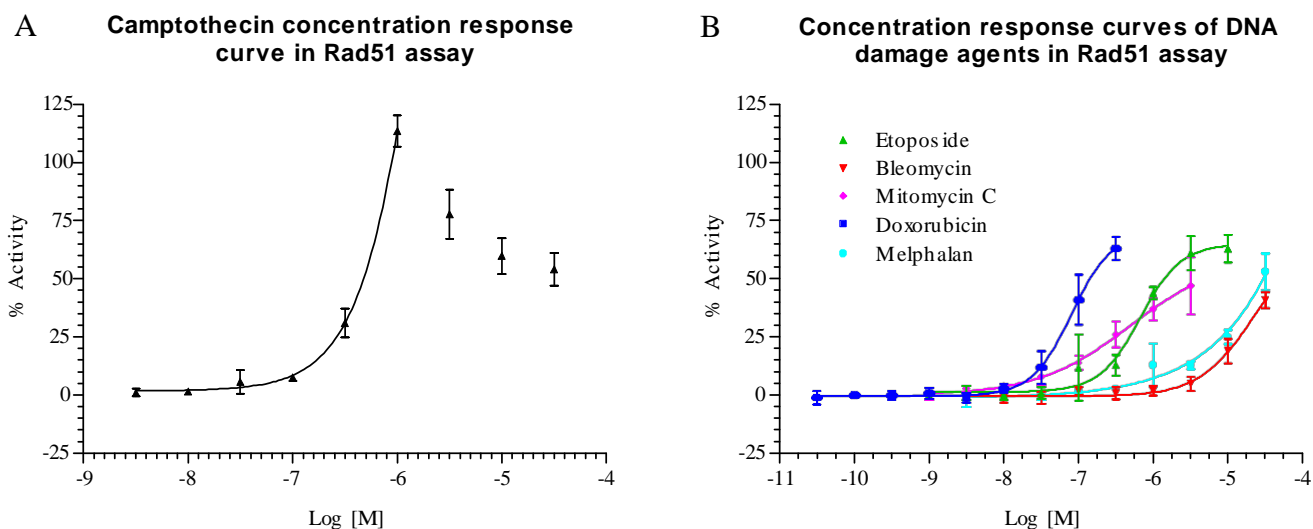 A
Camptothecin concentration response
curve in Rad51 assay
125
100
75
50
25
0
-25
% Activity
-9
-8
-7
-6
-5
-4
Log [M]
B
Concentration response curves of DNA
damage agents in Rad51 assay
125
100
75
50
25
0
-25
% Activity
Etoposide
Bleomycin
Mitomycin C
Doxorubicin
Melphalan
-11
-10
-9
-8
-7
-6
-5
-4
Log [M]